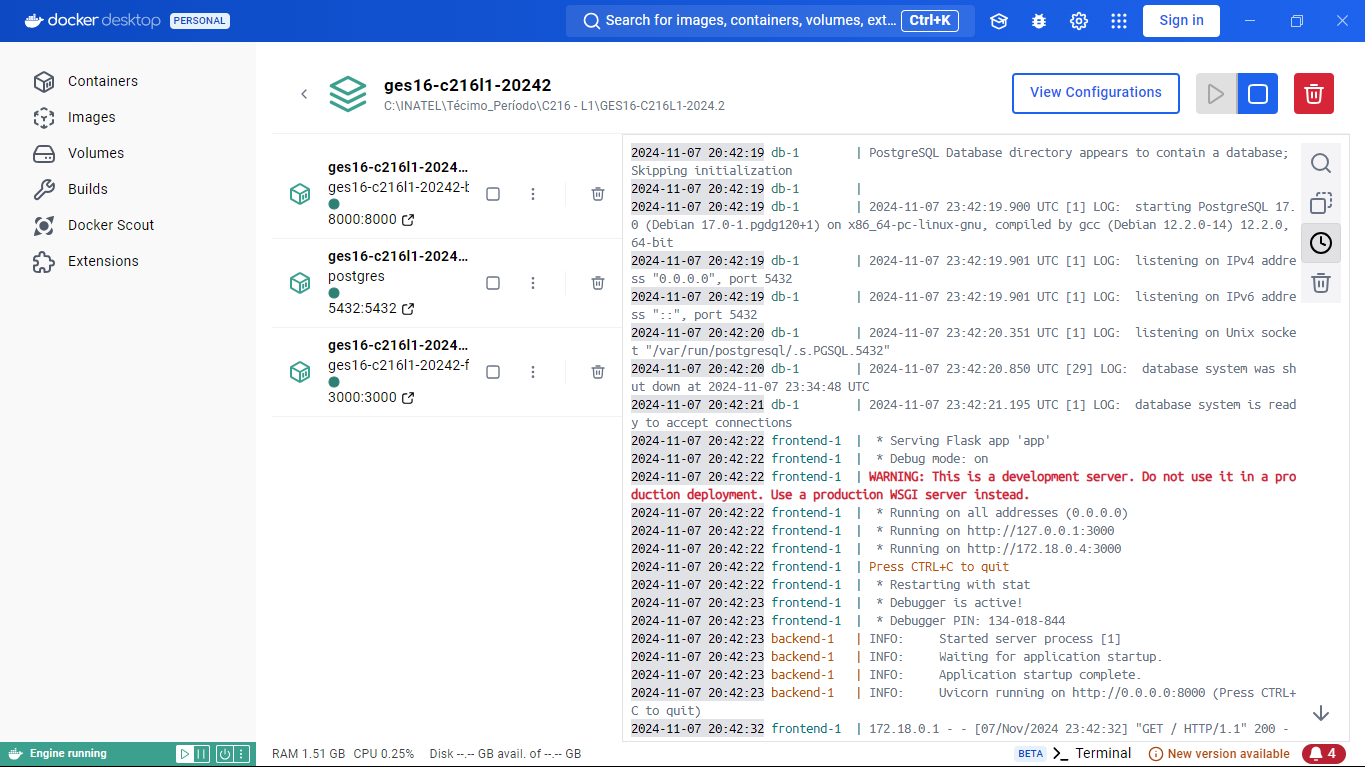 docker desktop PERSONAL
Search for images, containers, volumes, ext... Ctrl+K
Sign in
Containers
Images
Volumes
Builds
Docker Scout
Extensions
ges16-c216l1-20242
C:\INATEL\Técimo_Período\C216 - L1\GES16-C216L1-2024.2
View Configurations
ges16-c216l1-2024...
ges16-c216l1-20242-b
8000:8000
ges16-c216l1-2024...
postgres
5432:5432
ges16-c216l1-2024...
ges16-c216l1-20242-f
3000:3000
2024-11-07 20:42:19 db-1 | PostgreSQL Database directory appears to contain a database;
Skipping initialization
2024-11-07 20:42:19 db-1 |
2024-11-07 20:42:19 db-1 | 2024-11-07 23:42:19.900 UTC [1] LOG: starting PostgreSQL 17.
0 (Debian 17.0-1.pgdg120+1) on x86_64-pc-linux-gnu, compiled by gcc (Debian 12.2.0-14) 12.2.0,
64-bit
2024-11-07 20:42:19 db-1 | 2024-11-07 23:42:19.901 UTC [1] LOG: listening on IPv4 addre
ss "0.0.0.0", port 5432
2024-11-07 20:42:19 db-1 | 2024-11-07 23:42:19.901 UTC [1] LOG: listening on IPv6 addre
ss "::", port 5432
2024-11-07 20:42:20 db-1 | 2024-11-07 23:42:20.351 UTC [1] LOG: listening on Unix socke
t "/var/run/postgresql/.s.PGSQL.5432"
2024-11-07 20:42:20 db-1 | 2024-11-07 23:42:20.850 UTC [29] LOG: database system was sh
ut down at 2024-11-07 23:34:48 UTC
2024-11-07 20:42:21 db-1 | 2024-11-07 23:42:21.195 UTC [1] LOG: database system is read
y to accept connections
2024-11-07 20:42:22 frontend-1 | * Serving Flask app 'app'
2024-11-07 20:42:22 frontend-1 | * Debug mode: on
2024-11-07 20:42:22 frontend-1 | WARNING: This is a development server. Do not use it in a pro
duction deployment. Use a production WSGI server instead.
2024-11-07 20:42:22 frontend-1 | * Running on all addresses (0.0.0.0)
2024-11-07 20:42:22 frontend-1 | * Running on http://127.0.0.1:3000
2024-11-07 20:42:22 frontend-1 | * Running on http://172.18.0.4:3000
2024-11-07 20:42:22 frontend-1 | Press CTRL+C to quit
2024-11-07 20:42:22 frontend-1 | * Restarting with stat
2024-11-07 20:42:23 frontend-1 | * Debugger is active!
2024-11-07 20:42:23 frontend-1 | * Debugger PIN: 134-018-844
2024-11-07 20:42:23 backend-1 | INFO: Started server process [1]
2024-11-07 20:42:23 backend-1 | INFO: Waiting for application startup.
2024-11-07 20:42:23 backend-1 | INFO: Application startup complete.
2024-11-07 20:42:23 backend-1 | INFO: Uvicorn running on http://0.0.0.0:8000 (Press CTRL+
C to quit)
2024-11-07 20:42:32 frontend-1 | 172.18.0.1 - - [07/Nov/2024 23:42:32] "GET / HTTP/1.1" 200 -
Engine running
RAM 1.51 GB CPU 0.25% Disk --.-- GB avail. of --.-- GB
BETA Terminal
New version available
4